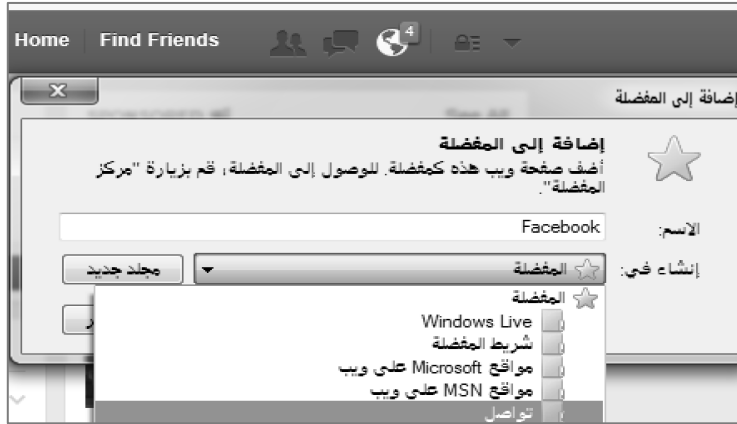 Home Find Friends 4
إضافة إلى المفضلة
See All
إضافة إلى المفضلة
أضف صفحة ويب هذه كمفضلة. للوصول إلى المفضلة، قم بزيارة "مركز
المفضلة".
الاسم: Facebook
إنشاء في: المفضلة مجلد جديد
المفضلة
Windows Live
شريط المفضلة
مواقع Microsoft على ويب
مواقع MSN على ويب
تواصل